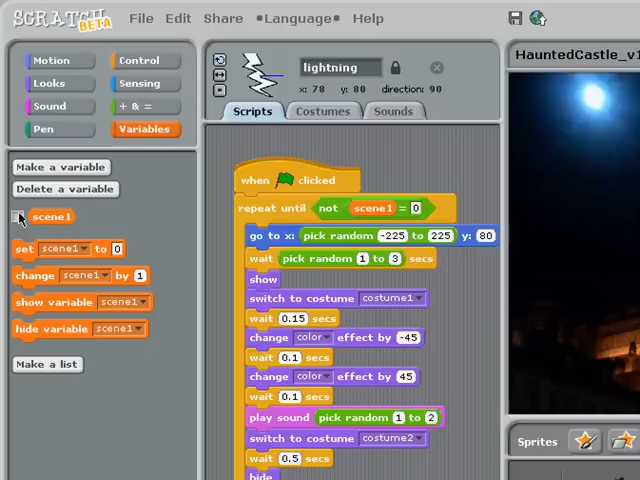 SCRATCH BETA File Edit Share •Language• Help
Motion Control
Looks Sensing
Sound + & =
Pen Variables
Make a variable
Delete a variable
scene1
set scene1 to 0
change scene1 by 1
show variable scene1
hide variable scene1
Make a list
lightning
x: 78 y: 80 direction: 90
Scripts Costumes Sounds
when clicked
repeat until not scene1 = 0
go to x: pick random -225 to 225 y: 80
wait pick random 1 to 3 secs
show
switch to costume costume1
wait 0.15 secs
change color effect by -45
wait 0.1 secs
change color effect by 45
wait 0.1 secs
play sound pick random 1 to 2
switch to costume costume2
wait 0.5 secs
hide
HauntedCastle_v1
Sprites